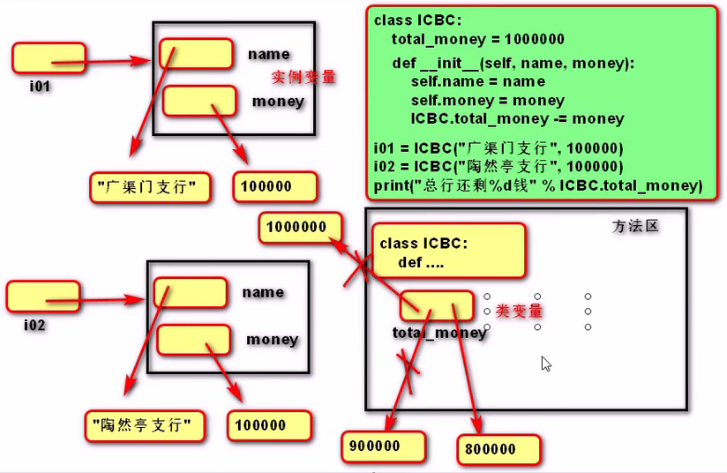 i01
name
实例变量
money
"广渠门支行"
100000
class ICBC:
total_money = 1000000
def __init__(self, name, money):
self.name = name
self.money = money
ICBC.total_money -= money
i01 = ICBC("广渠门支行", 100000)
i02 = ICBC("陶然亭支行", 100000)
print("总行还剩%d钱" % ICBC.total_money)
1000000
方法区
class ICBC:
def ....
类变量
total_money
900000
800000
i02
name
money
"陶然亭支行"
100000